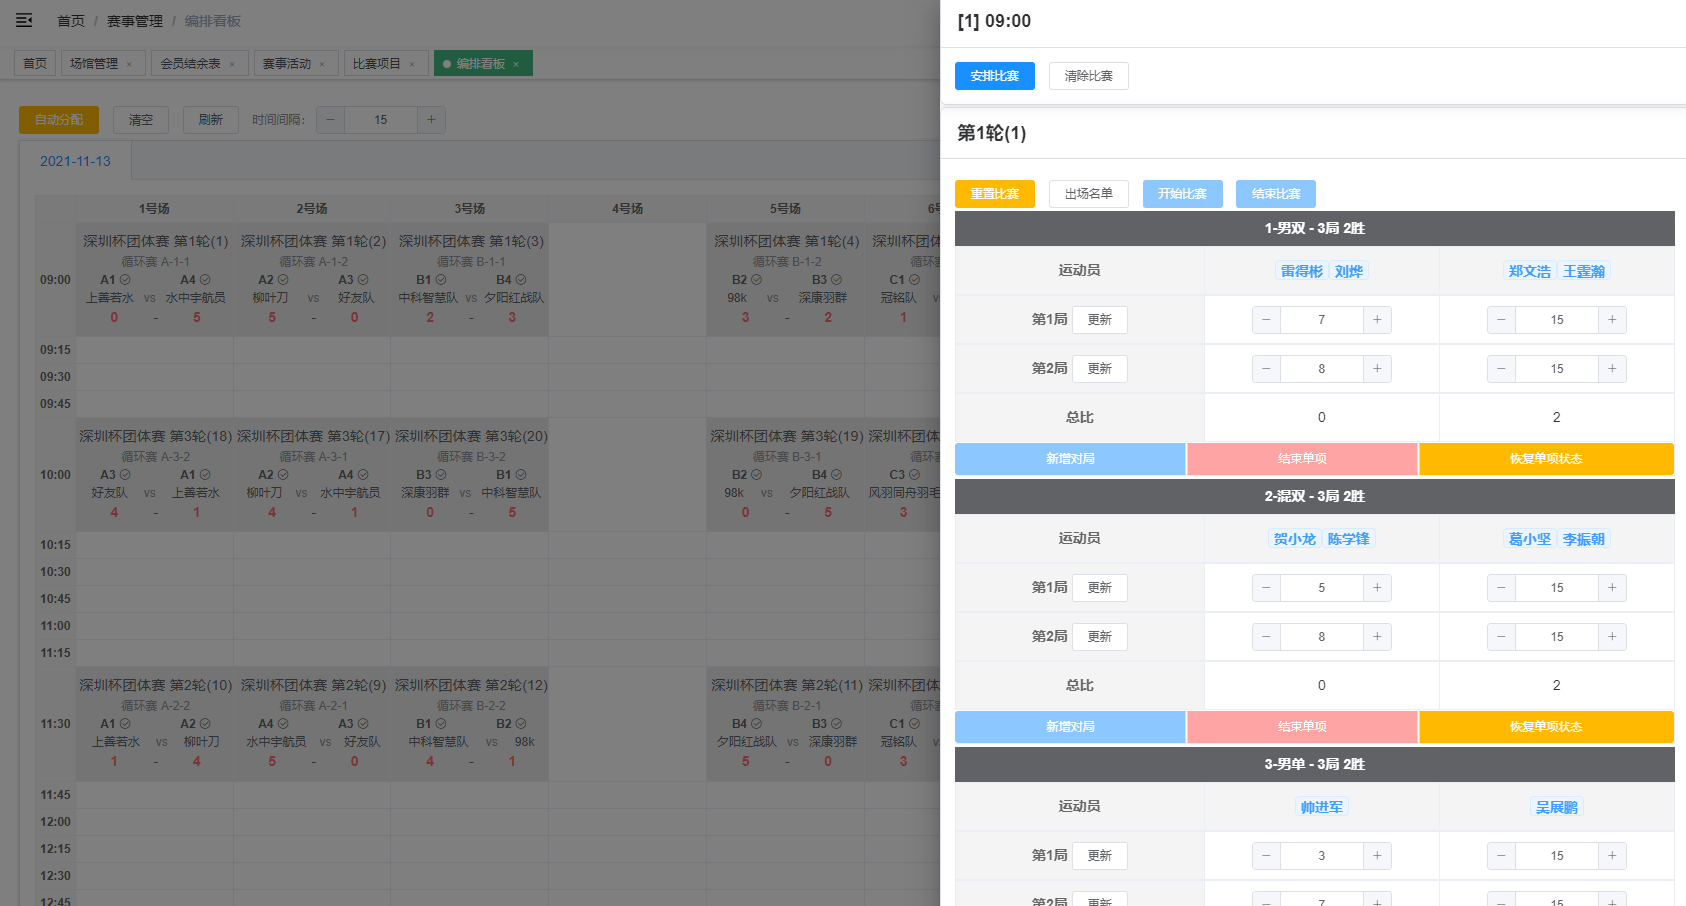 首页 / 赛事管理 / 编排看板
首页 场馆管理 × 会员结余表 × 赛事活动 × 比赛项目 × 编排看板 ×
自动分配 清空 刷新 时间间隔: − 15 +
2021-11-13
1号场 2号场 3号场 4号场 5号场
深圳杯团体赛 第1轮(1) 深圳杯团体赛 第1轮(2) 深圳杯团体赛 第1轮(3) 深圳杯团体赛 第1轮(4) 深圳杯团体
循环赛 A-1-1 循环赛 A-1-2 循环赛 B-1-1 循环赛 B-1-2 循环
09:00 A1 A4 A2 A3 B1 B4 B2 B3 C1
上善若水 vs 水中宇航员 柳叶刀 vs 好友队 中科智慧队 vs 夕阳红战队 98k vs 深康羽群 冠铭队
0 - 5 5 - 0 2 - 3 3 - 2 1
09:15
09:30
09:45
深圳杯团体赛 第3轮(18) 深圳杯团体赛 第3轮(17) 深圳杯团体赛 第3轮(20) 深圳杯团体赛 第3轮(19) 深圳杯团体
循环赛 A-3-2 循环赛 A-3-1 循环赛 B-3-2 循环赛 B-3-1 循环
10:00 A3 A1 A2 A4 B3 B1 B2 B4 C3
好友队 vs 上善若水 柳叶刀 vs 水中宇航员 深康羽群 vs 中科智慧队 98k vs 夕阳红战队 风羽同舟羽毛
4 - 1 4 - 1 0 - 5 0 - 5 3
10:15
10:30
10:45
11:00
11:15
深圳杯团体赛 第2轮(10) 深圳杯团体赛 第2轮(9) 深圳杯团体赛 第2轮(12) 深圳杯团体赛 第2轮(11) 深圳杯团体
循环赛 A-2-2 循环赛 A-2-1 循环赛 B-2-2 循环赛 B-2-1 循环
11:30 A1 A2 A4 A3 B1 B2 B4 B3 C1
上善若水 vs 柳叶刀 水中宇航员 vs 好友队 中科智慧队 vs 98k 夕阳红战队 vs 深康羽群 冠铭队
1 - 4 5 - 0 4 - 1 5 - 0 3
11:45
12:00
12:15
12:30
12:45
[1] 09:00
安排比赛 清除比赛
第1轮(1)
重置比赛 出场名单 开始比赛 结束比赛
1-男双 - 3局 2胜
运动员 雷得彬 刘烨 郑文浩 王霆瀚
第1局 更新 − 7 + − 15 +
第2局 更新 − 8 + − 15 +
总比 0 2
新增对局 结束单项 恢复单项状态
2-混双 - 3局 2胜
运动员 贺小龙 陈学锋 葛小坚 李振朝
第1局 更新 − 5 + − 15 +
第2局 更新 − 8 + − 15 +
总比 0 2
新增对局 结束单项 恢复单项状态
3-男单 - 3局 2胜
运动员 帅进军 吴展鹏
第1局 更新 − 3 + − 15 +
第2局 更新 − 7 + − 15 +